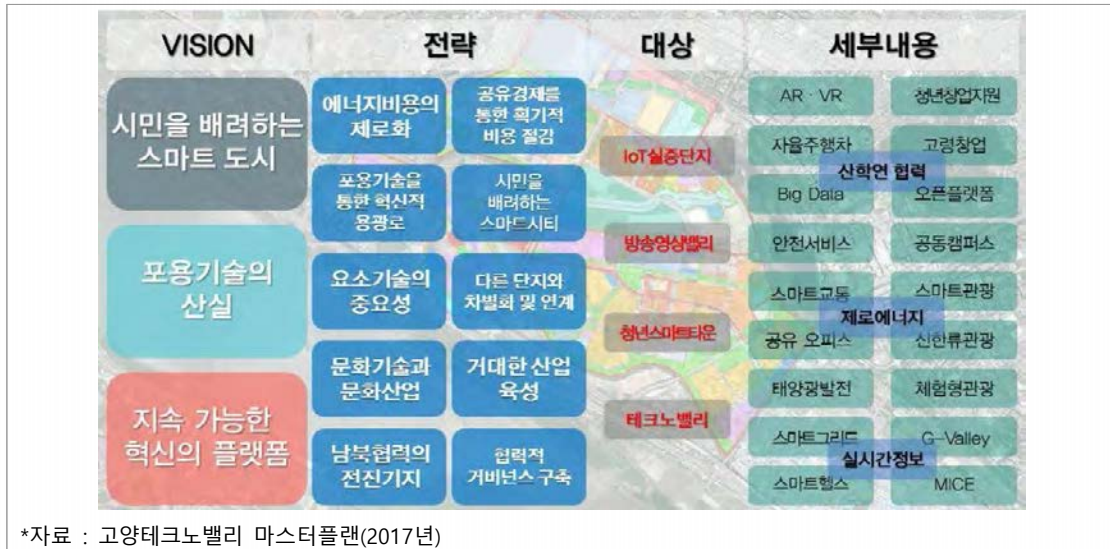 VISION
전략
대상
세부내용
시민을 배려하는
스마트 도시
포용기술의
산실
지속 가능한
혁신의 플랫폼
에너지비용의
제로화
공유경제를
통한 획기적
비용 절감
포용기술을
통한 혁신적
용광로
시민을
배려하는
스마트시티
요소기술의
중요성
다른 단지와
차별화 및 연계
문화기술과
문화산업
거대한 산업
육성
남북협력의
전진기지
협력적
거버넌스 구축
IoT실증단지
방송영상밸리
청년스마트타운
테크노밸리
AR · VR
청년창업지원
자율주행차
고령창업
산학연 협력
Big Data
오픈플랫폼
안전서비스
공동캠퍼스
스마트교통
스마트관광
제로에너지
공유 오피스
신한류관광
태양광발전
체험형관광
스마트그리드
G-Valley
실시간정보
스마트헬스
MICE
*자료 : 고양테크노밸리 마스터플랜(2017년)